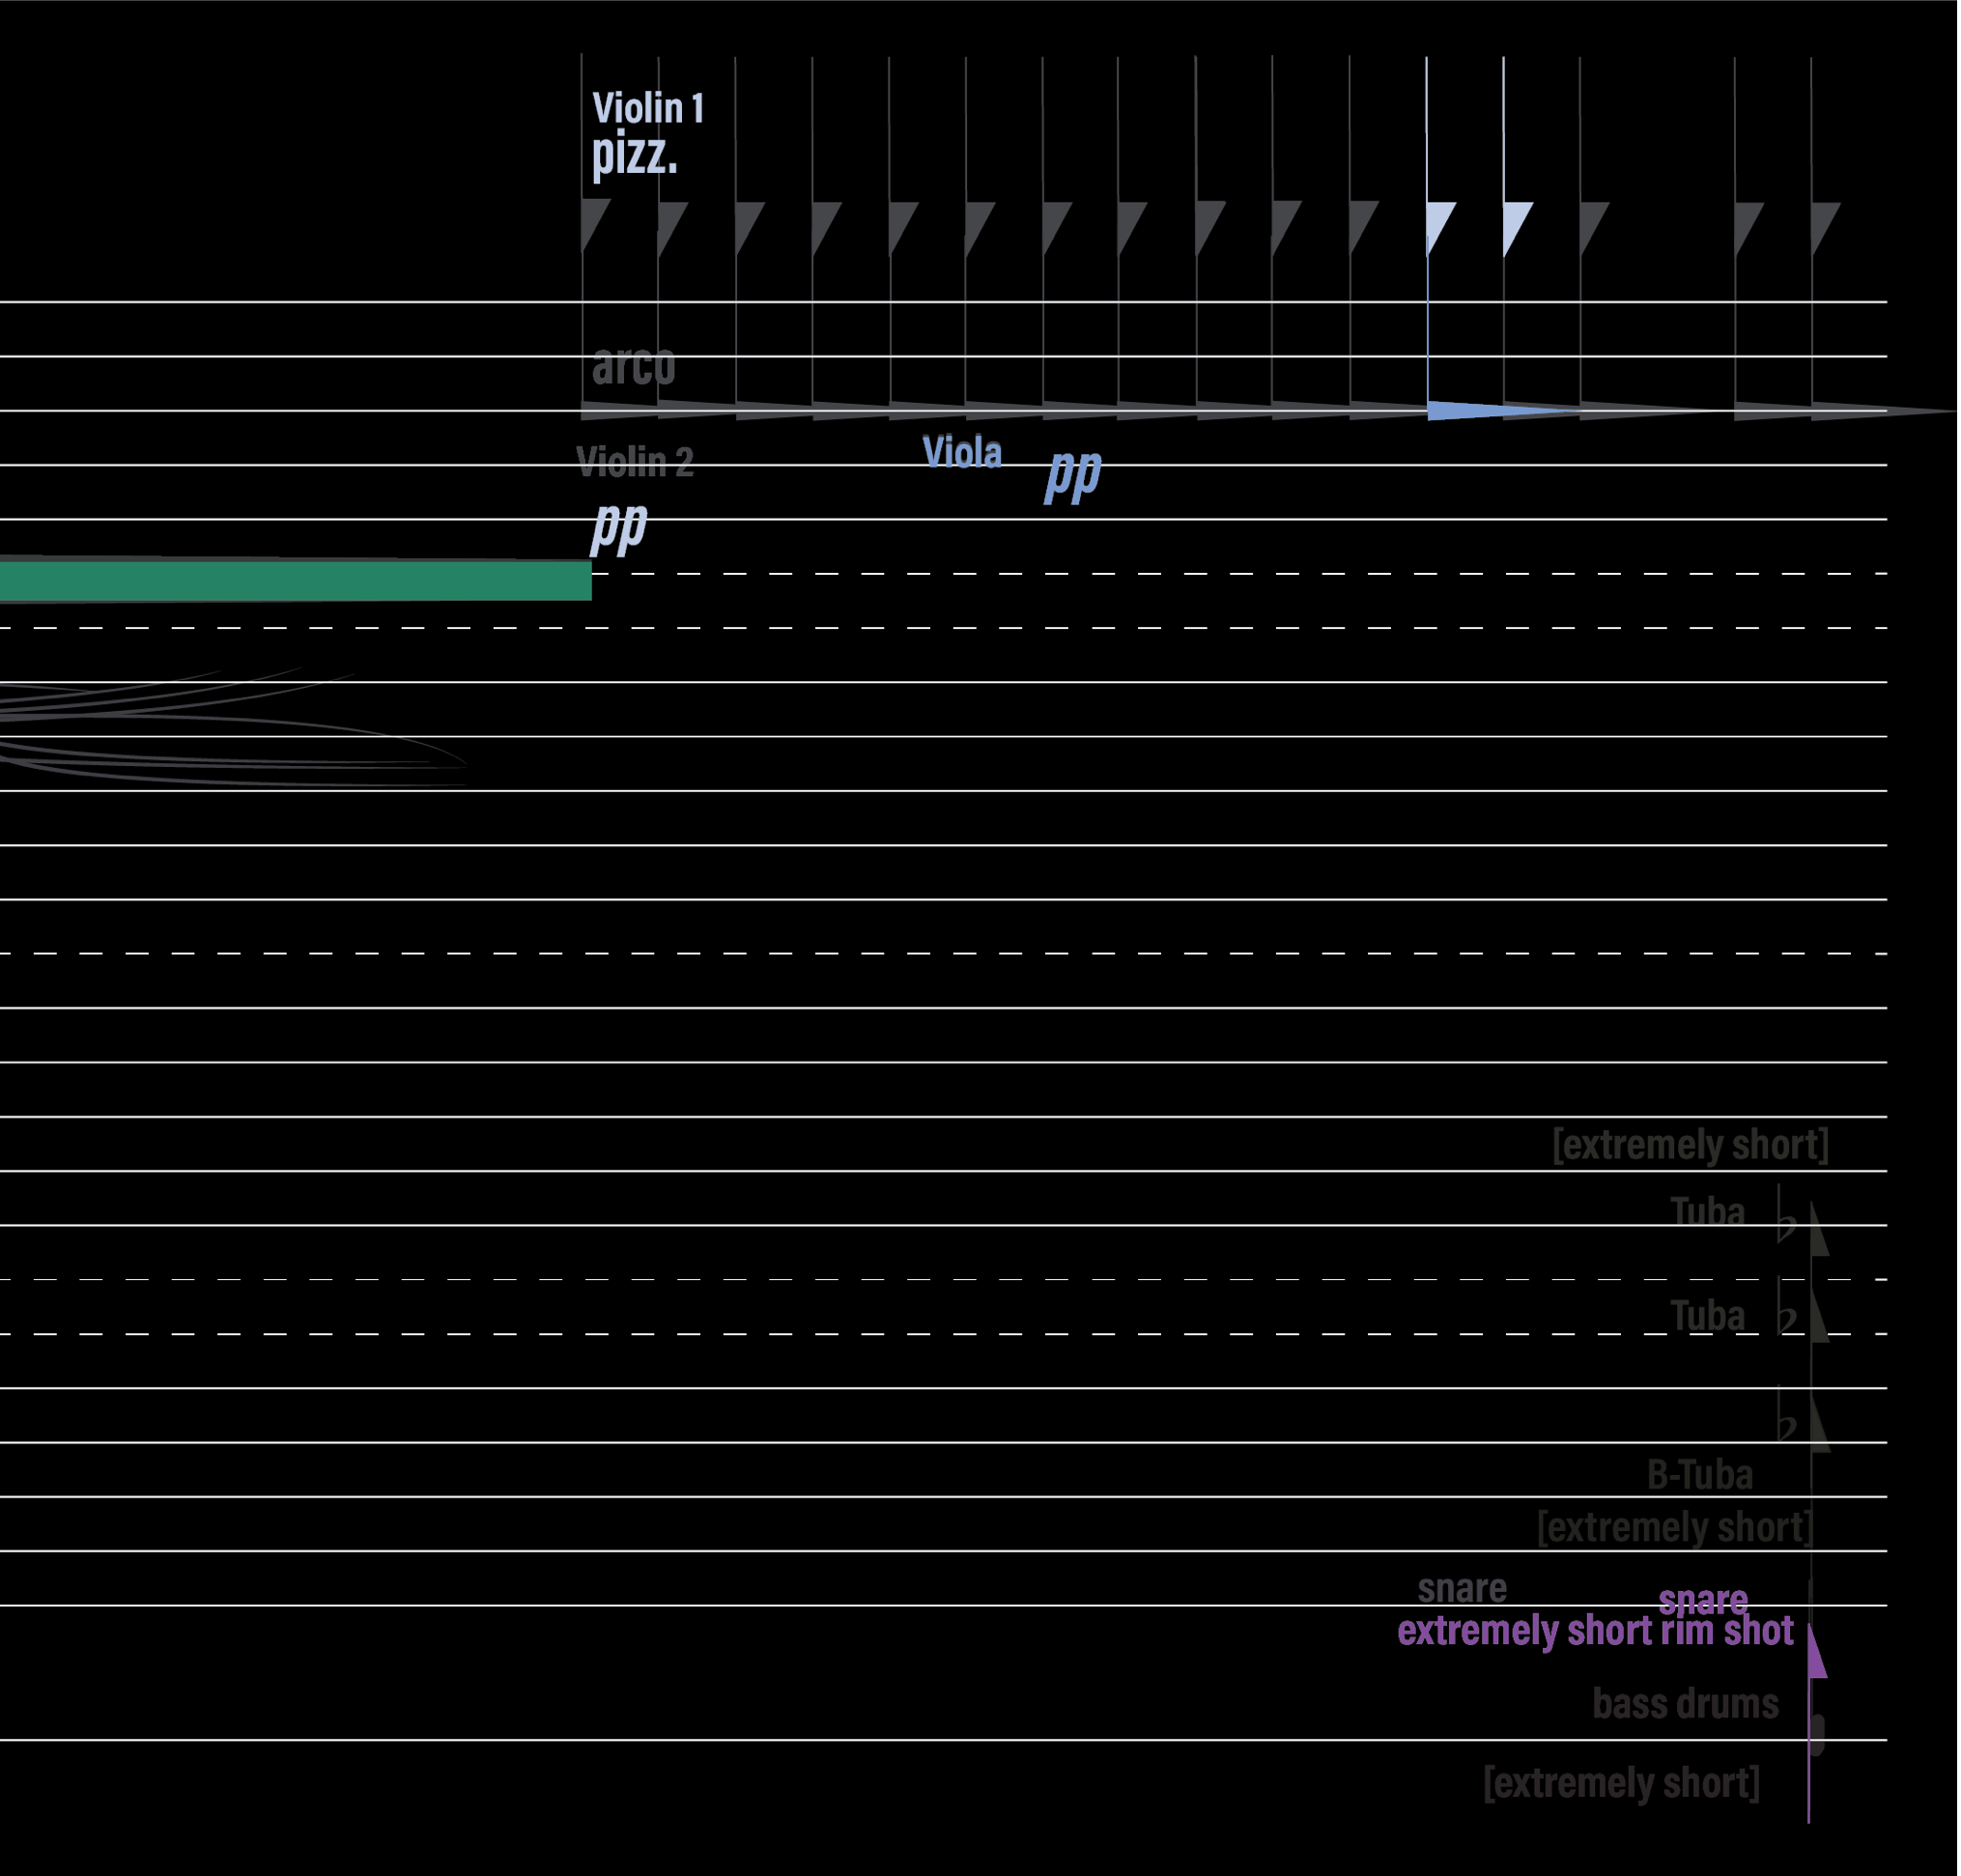 Violin 1
pizz.
arco
Violin 2
Viola
pp
pp
[extremely short]
Tuba
Tuba
B-Tuba
[extremely short]
snare
snare
extremely short rim shot
bass drums
[extremely short]